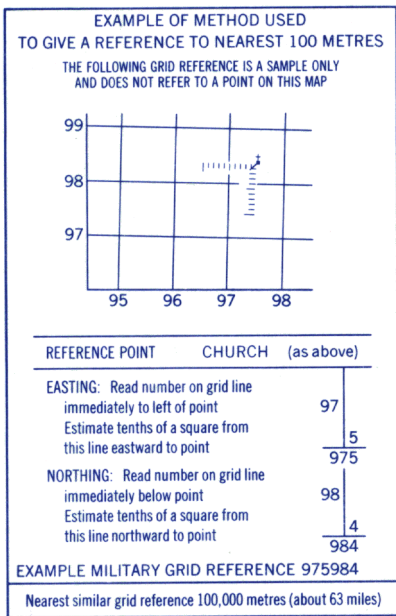 EXAMPLE OF METHOD USED
TO GIVE A REFERENCE TO NEAREST 100 METRES
THE FOLLOWING GRID REFERENCE IS A SAMPLE ONLY
AND DOES NOT REFER TO A POINT ON THIS MAP
99
98
97
95 96 97 98
REFERENCE POINT CHURCH (as above)
EASTING: Read number on grid line
immediately to left of point 97
Estimate tenths of a square from
this line eastward to point 5
975
NORTHING: Read number on grid line
immediately below point 98
Estimate tenths of a square from
this line northward to point 4
984
EXAMPLE MILITARY GRID REFERENCE 975984
Nearest similar grid reference 100,000 metres (about 63 miles)